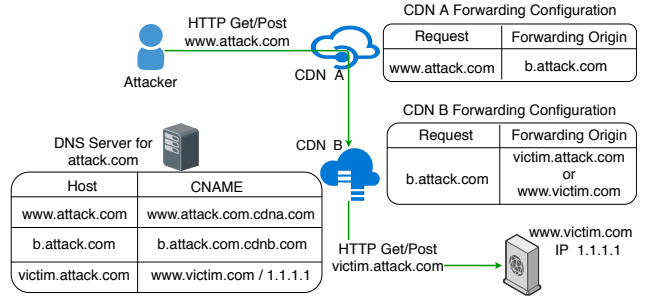 HTTP Get/Post
www.attack.com
Attacker
CDN A
CDN A Forwarding Configuration
Request
Forwarding Origin
www.attack.com
b.attack.com
CDN B Forwarding Configuration
Request
Forwarding Origin
b.attack.com
victim.attack.com
or
www.victim.com
CDN B
DNS Server for
attack.com
Host
CNAME
www.attack.com
www.attack.com.cdna.com
b.attack.com
b.attack.com.cdnb.com
victim.attack.com
www.victim.com / 1.1.1.1
HTTP Get/Post
victim.attack.com
www.victim.com
IP 1.1.1.1